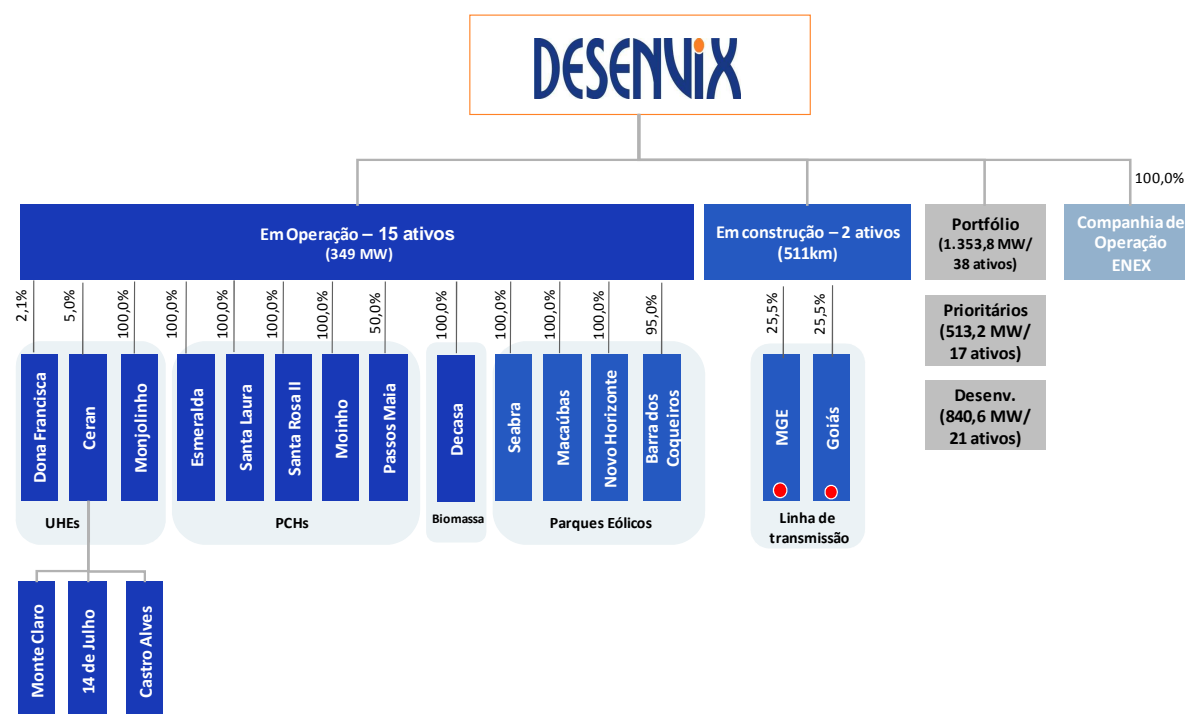 DESENVIX
100,0%
Em Operação – 15 ativos
(349 MW)
Em construção – 2 ativos
(511km)
Portfólio
(1.353,8 MW/
38 ativos)
Companhia de
Operação
ENEX
Prioritários
(513,2 MW/
17 ativos)
Desenv.
(840,6 MW/
21 ativos)
2,1%
5,0%
100,0%
100,0%
100,0%
100,0%
100,0%
50,0%
100,0%
100,0%
100,0%
100,0%
95,0%
25,5%
25,5%
Dona Francisca
Ceran
Monjolinho
Esmeralda
Santa Laura
Santa Rosa II
Moinho
Passos Maia
Decasa
Seabra
Macaúbas
Novo Horizonte
Barra dos
Coqueiros
MGE
Goiás
UHEs
PCHs
Biomassa
Parques Eólicos
Linha de
transmissão
Monte Claro
14 de Julho
Castro Alves